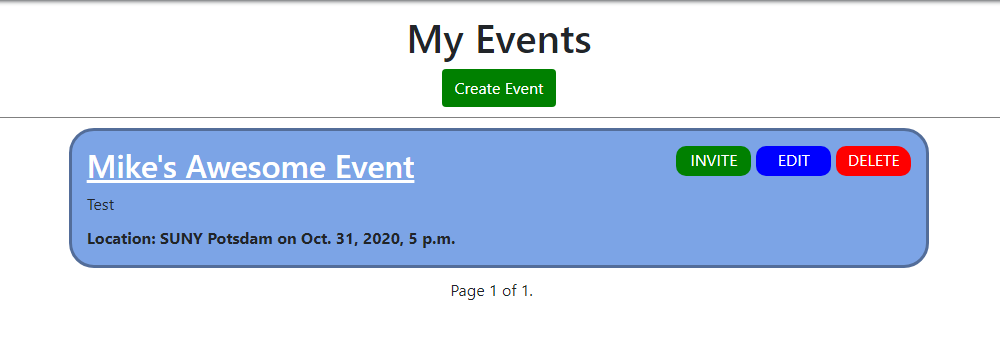 My Events
Create Event
Mike's Awesome Event
INVITE EDIT DELETE
Test
Location: SUNY Potsdam on Oct. 31, 2020, 5 p.m.
Page 1 of 1.